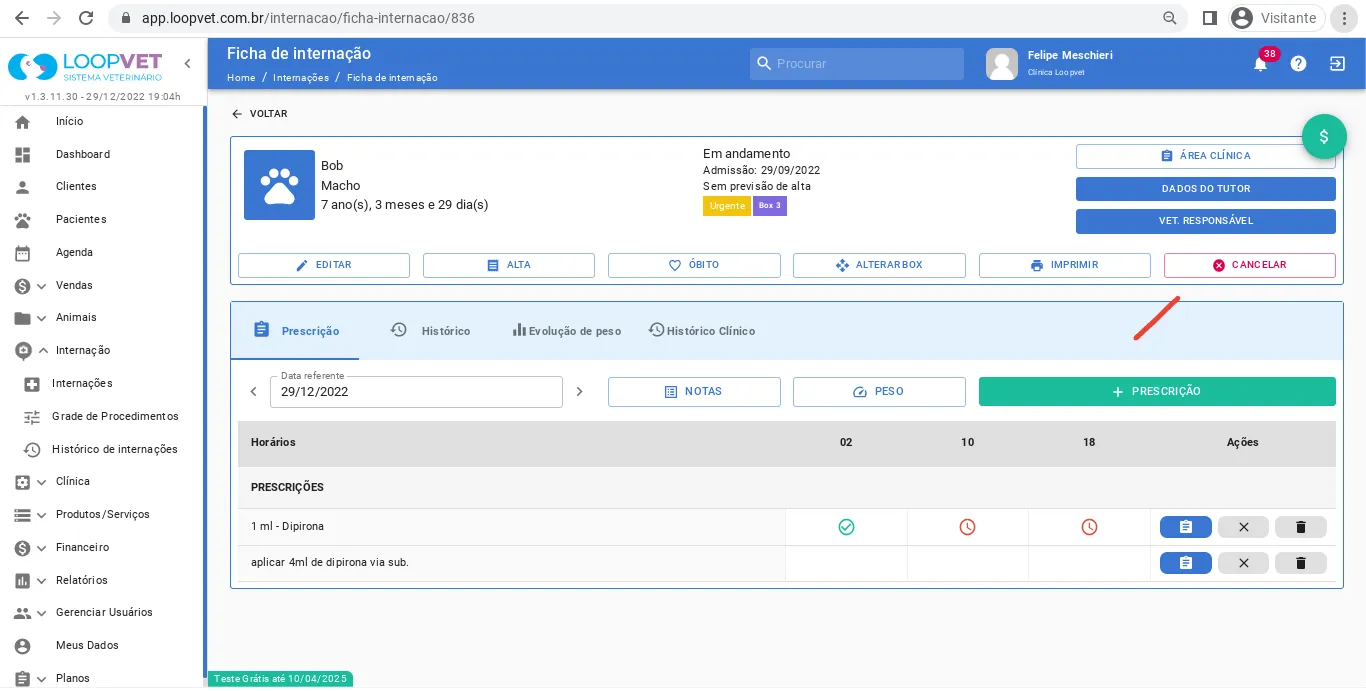 app.loopvet.com.br/internacao/ficha-internacao/836
Visitante
LOOPVET
SISTEMA VETERINÁRIO
v1.3.11.30 - 29/12/2022 19:04h
Ficha de internação
Home / Internações / Ficha de internação
Procurar
Felipe Meschieri
Clínica Loopvet
38
Início
Dashboard
Clientes
Pacientes
Agenda
Vendas
Animais
Internação
Internações
Grade de Procedimentos
Histórico de internações
Clínica
Produtos/Serviços
Financeiro
Relatórios
Gerenciar Usuários
Meus Dados
Planos
VOLTAR
Bob
Macho
7 ano(s), 3 meses e 29 dia(s)
Em andamento
Admissão: 29/09/2022
Sem previsão de alta
Urgente Box 3
$
ÁREA CLÍNICA
DADOS DO TUTOR
VET. RESPONSÁVEL
EDITAR ALTA ÓBITO ALTERAR BOX IMPRIMIR CANCELAR
Prescrição Histórico Evolução de peso Histórico Clínico
Data referente
29/12/2022
NOTAS PESO + PRESCRIÇÃO
Horários 02 10 18 Ações
PRESCRIÇÕES
1 ml - Dipirona
aplicar 4ml de dipirona via sub.
Teste Grátis até 10/04/2025